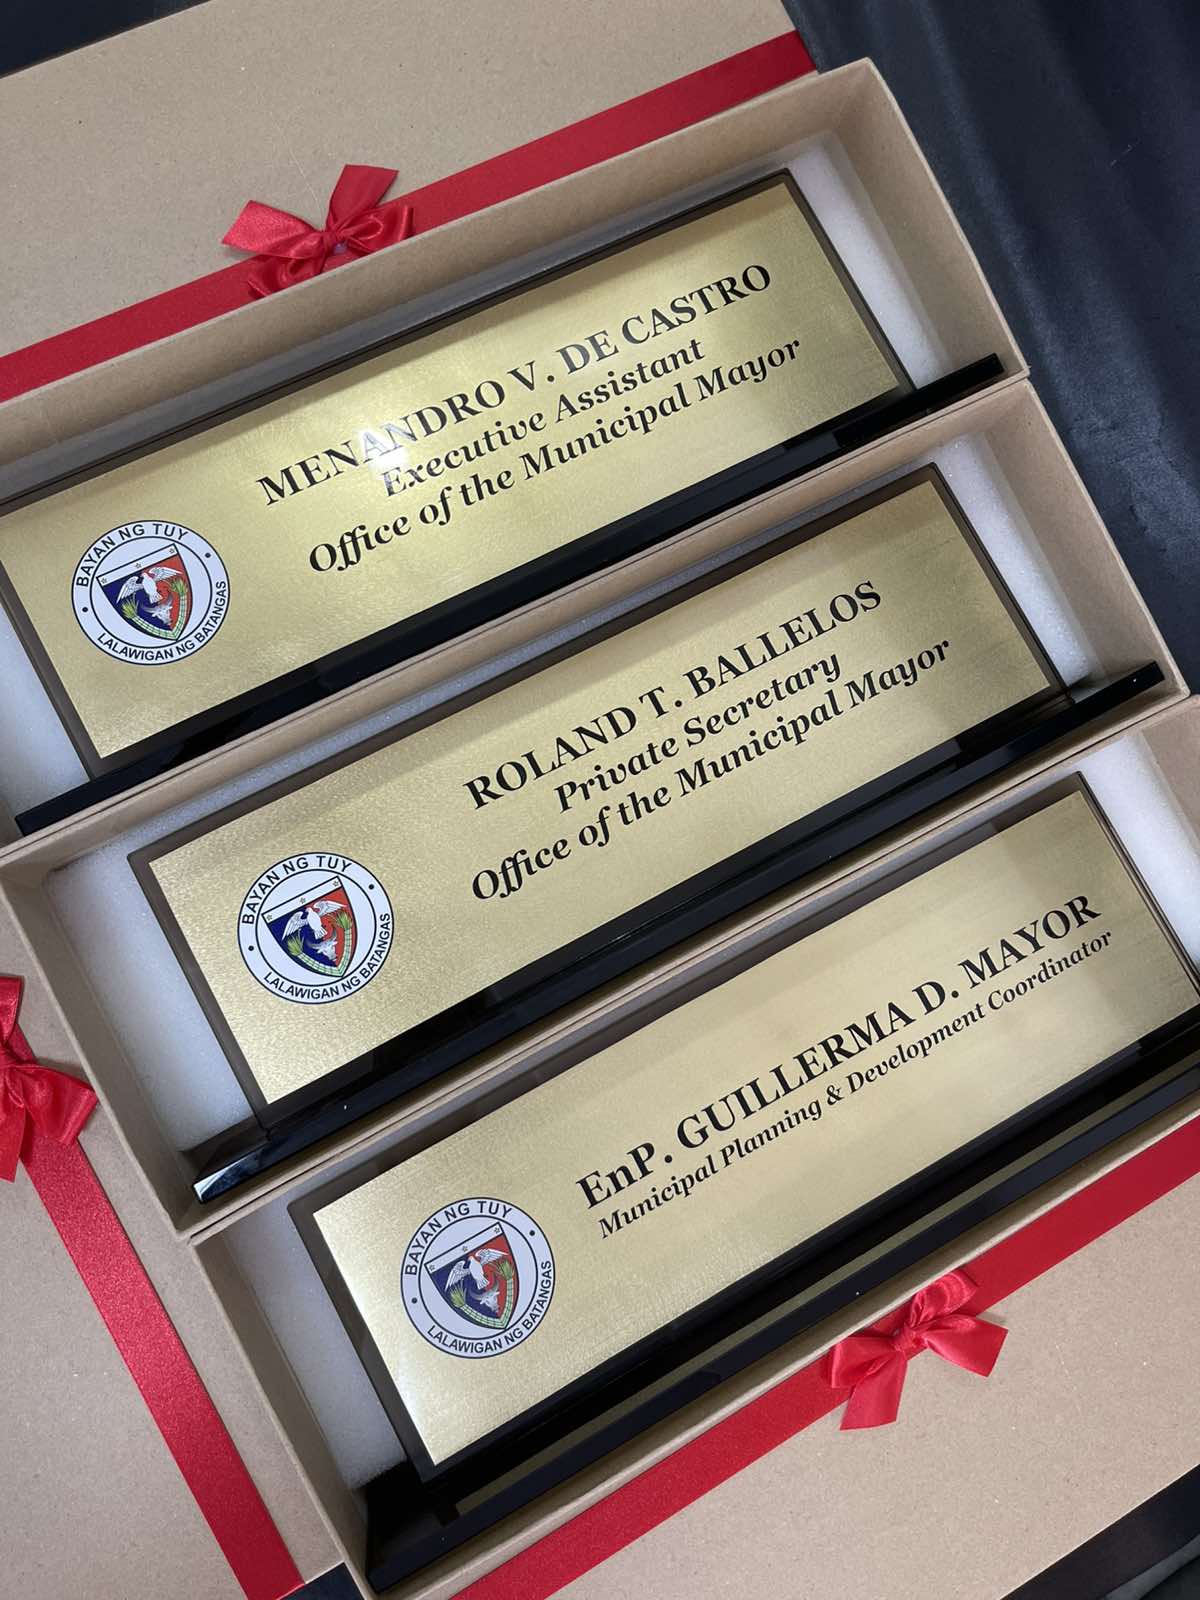 MENANDRO V. DE CASTRO
Executive Assistant
Office of the Municipal Mayor
BAYAN NG TUY
LALAWIGAN NG BATANGAS
ROLAND T. BALLELOS
Private Secretary
Office of the Municipal Mayor
BAYAN NG TUY
LALAWIGAN NG BATANGAS
EnP. GUILLERMA D. MAYOR
Municipal Planning & Development Coordinator
BAYAN NG TUY
LALAWIGAN NG BATANGAS